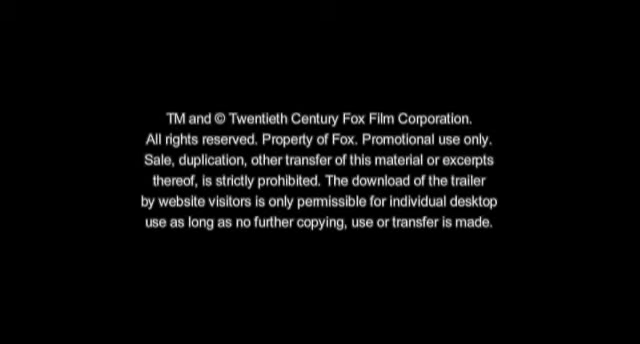 TM and © Twentieth Century Fox Film Corporation.
All rights reserved. Property of Fox. Promotional use only.
Sale, duplication, other transfer of this material or excerpts
thereof, is strictly prohibited. The download of the trailer
by website visitors is only permissible for individual desktop
use as long as no further copying, use or transfer is made.